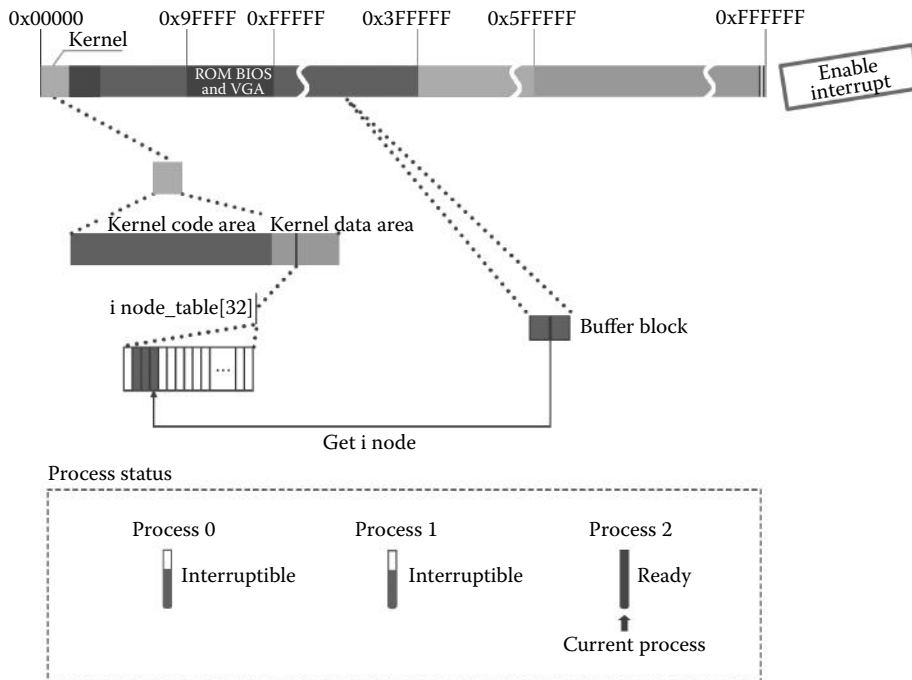 0x00000 0x9FFFF 0xFFFFF 0x3FFFFF 0x5FFFFF 0xFFFFFF
Kernel
ROM BIOS
and VGA
Enable
interrupt
Kernel code area Kernel data area
i node_table[32]
Buffer block
...
Get i node
Process status
Process 0 Process 1 Process 2
Interruptible Interruptible Ready
Current process